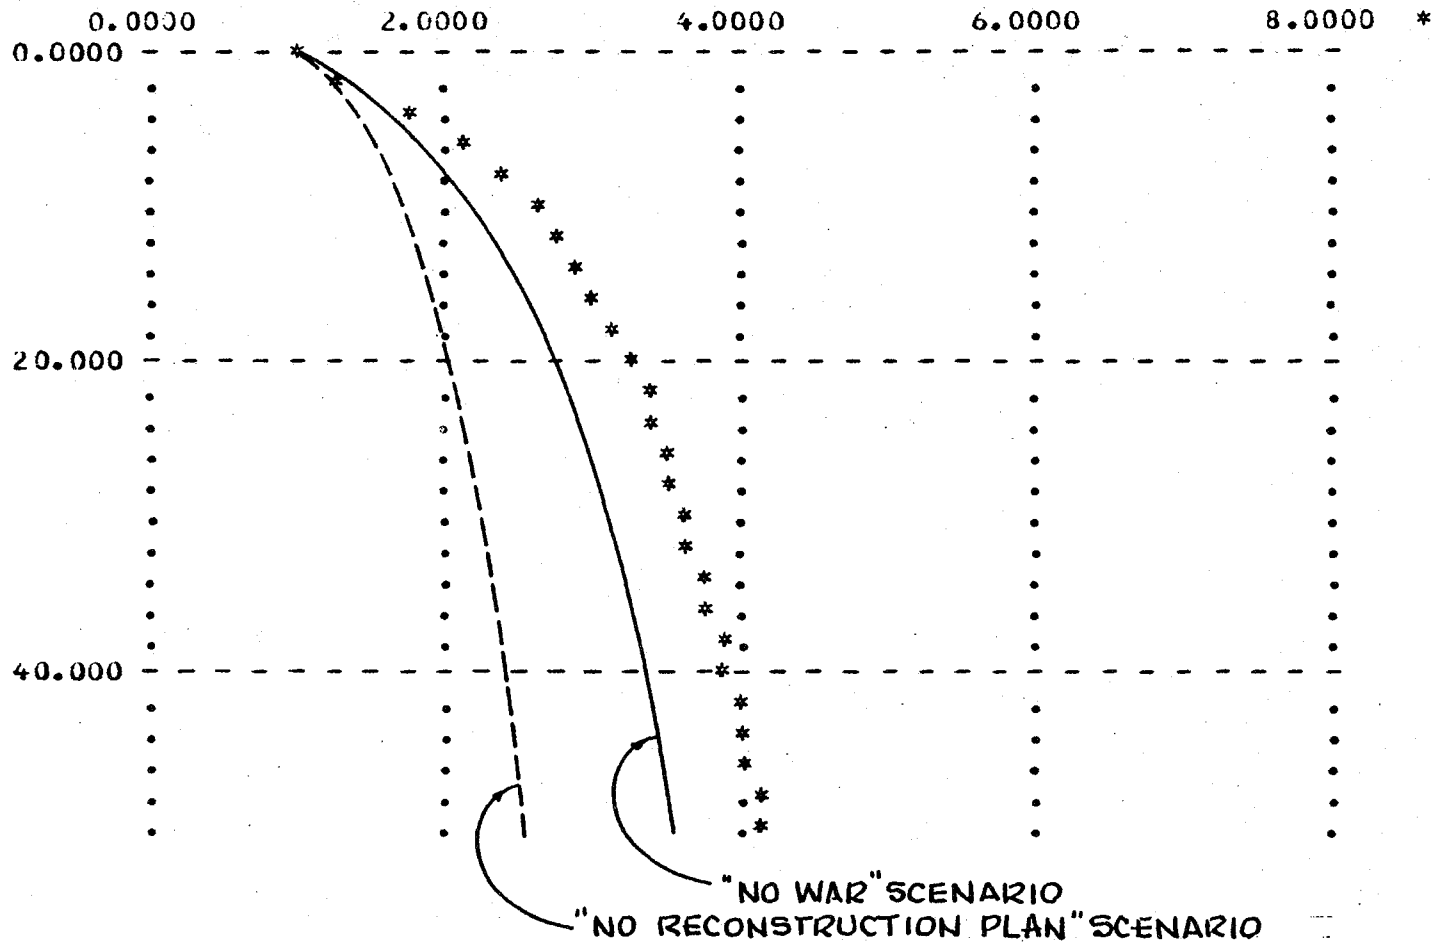 0.0000 2.0000 4.0000 6.0000 8.0000 *
0.0000
20.000
40.000
"NO WAR" SCENARIO
"NO RECONSTRUCTION PLAN" SCENARIO